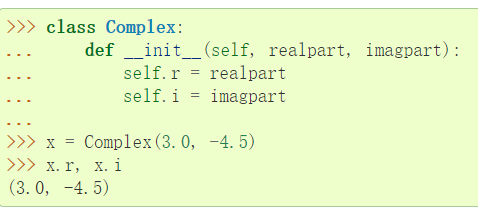 >>> class Complex:
...     def __init__(self, realpart, imagpart):
...         self.r = realpart
...         self.i = imagpart
...
>>> x = Complex(3.0, -4.5)
>>> x.r, x.i
(3.0, -4.5)